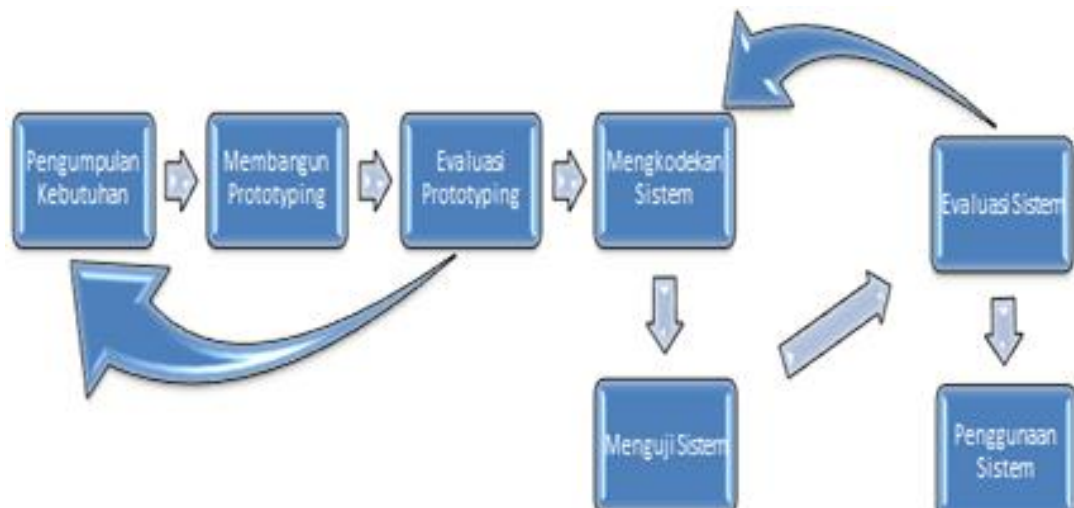 Pengumpulan
Kebutuhan
Membangun
Prototyping
Evaluasi
Prototyping
Mengkodekan
Sistem
Menguji Sistem
Evaluasi Sistem
Penggunaan
Sistem